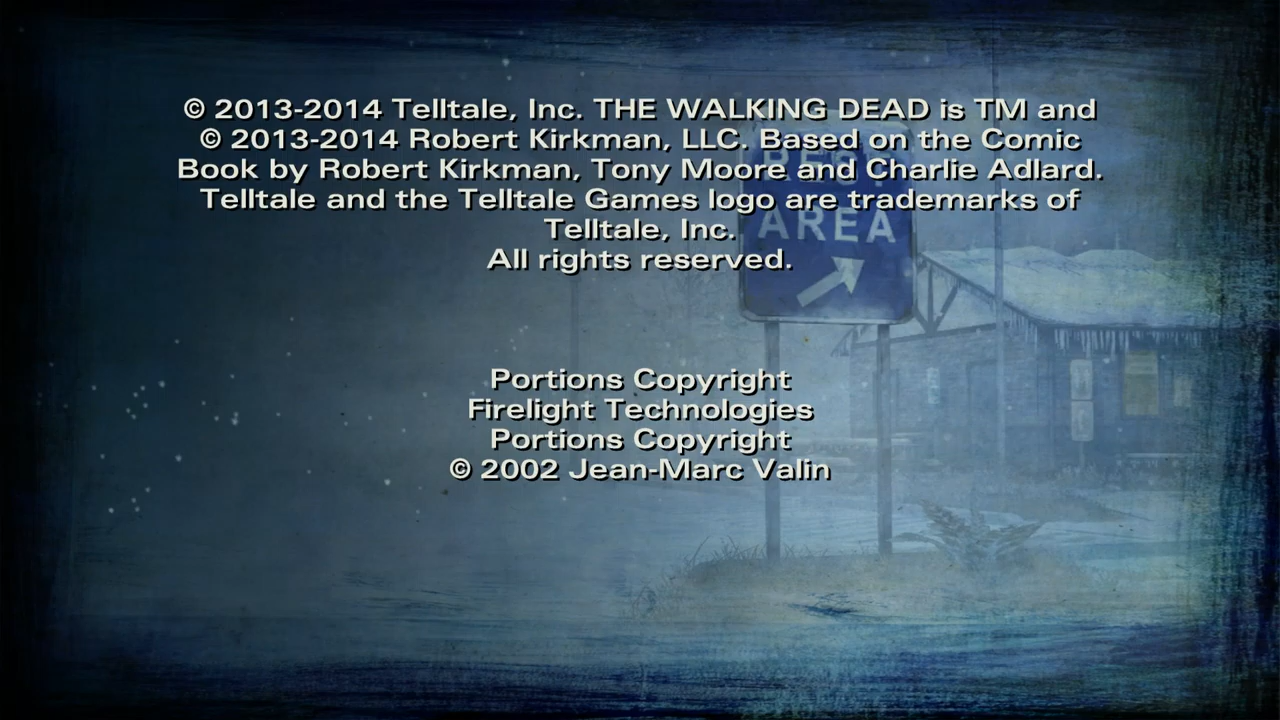 © 2013-2014 Telltale, Inc. THE WALKING DEAD is TM and
© 2013-2014 Robert Kirkman, LLC. Based on the Comic
Book by Robert Kirkman, Tony Moore and Charlie Adlard.
Telltale and the Telltale Games logo are trademarks of
Telltale, Inc.
All rights reserved.
REST
AREA
Portions Copyright
Firelight Technologies
Portions Copyright
© 2002 Jean-Marc Valin